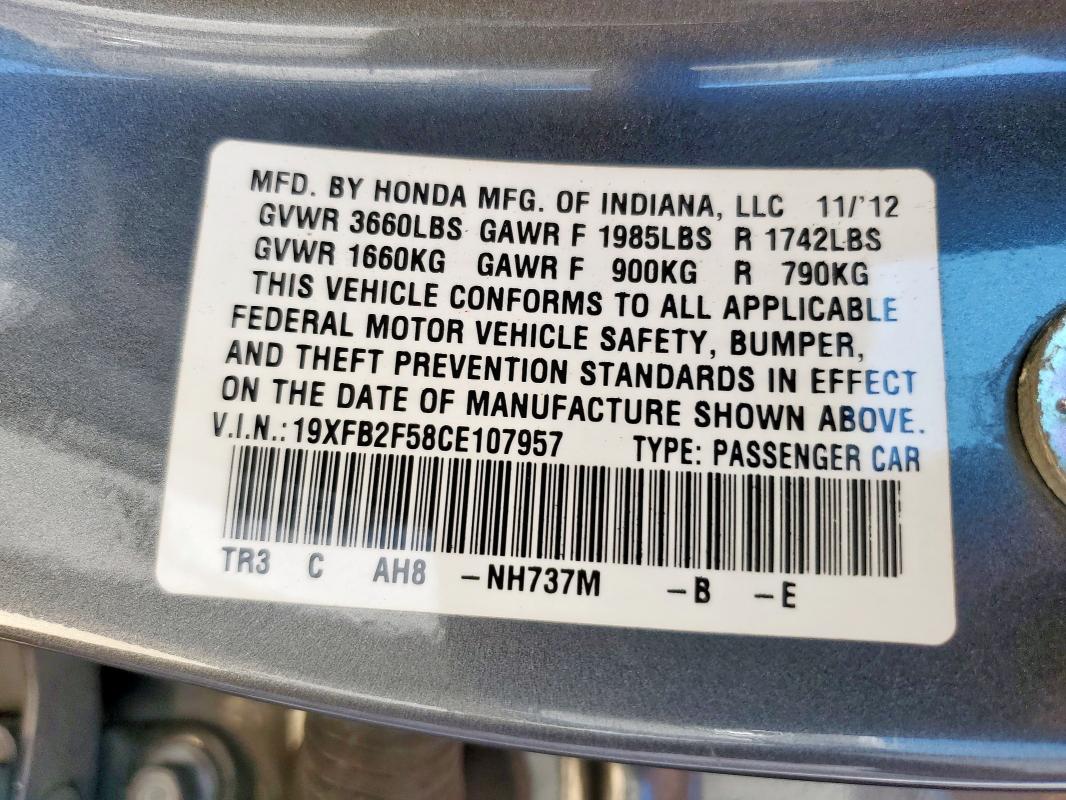 MFD. BY HONDA MFG. OF INDIANA, LLC 11/'12
GVWR 3660LBS GAWR F 1985LBS R 1742LBS
GVWR 1660KG GAWR F 900KG R 790KG
THIS VEHICLE CONFORMS TO ALL APPLICABLE
FEDERAL MOTOR VEHICLE SAFETY, BUMPER,
AND THEFT PREVENTION STANDARDS IN EFFECT
ON THE DATE OF MANUFACTURE SHOWN ABOVE.
V.I.N.: 19XFB2F58CE107957 TYPE: PASSENGER CAR
TR3 C AH8 -NH737M -B -E